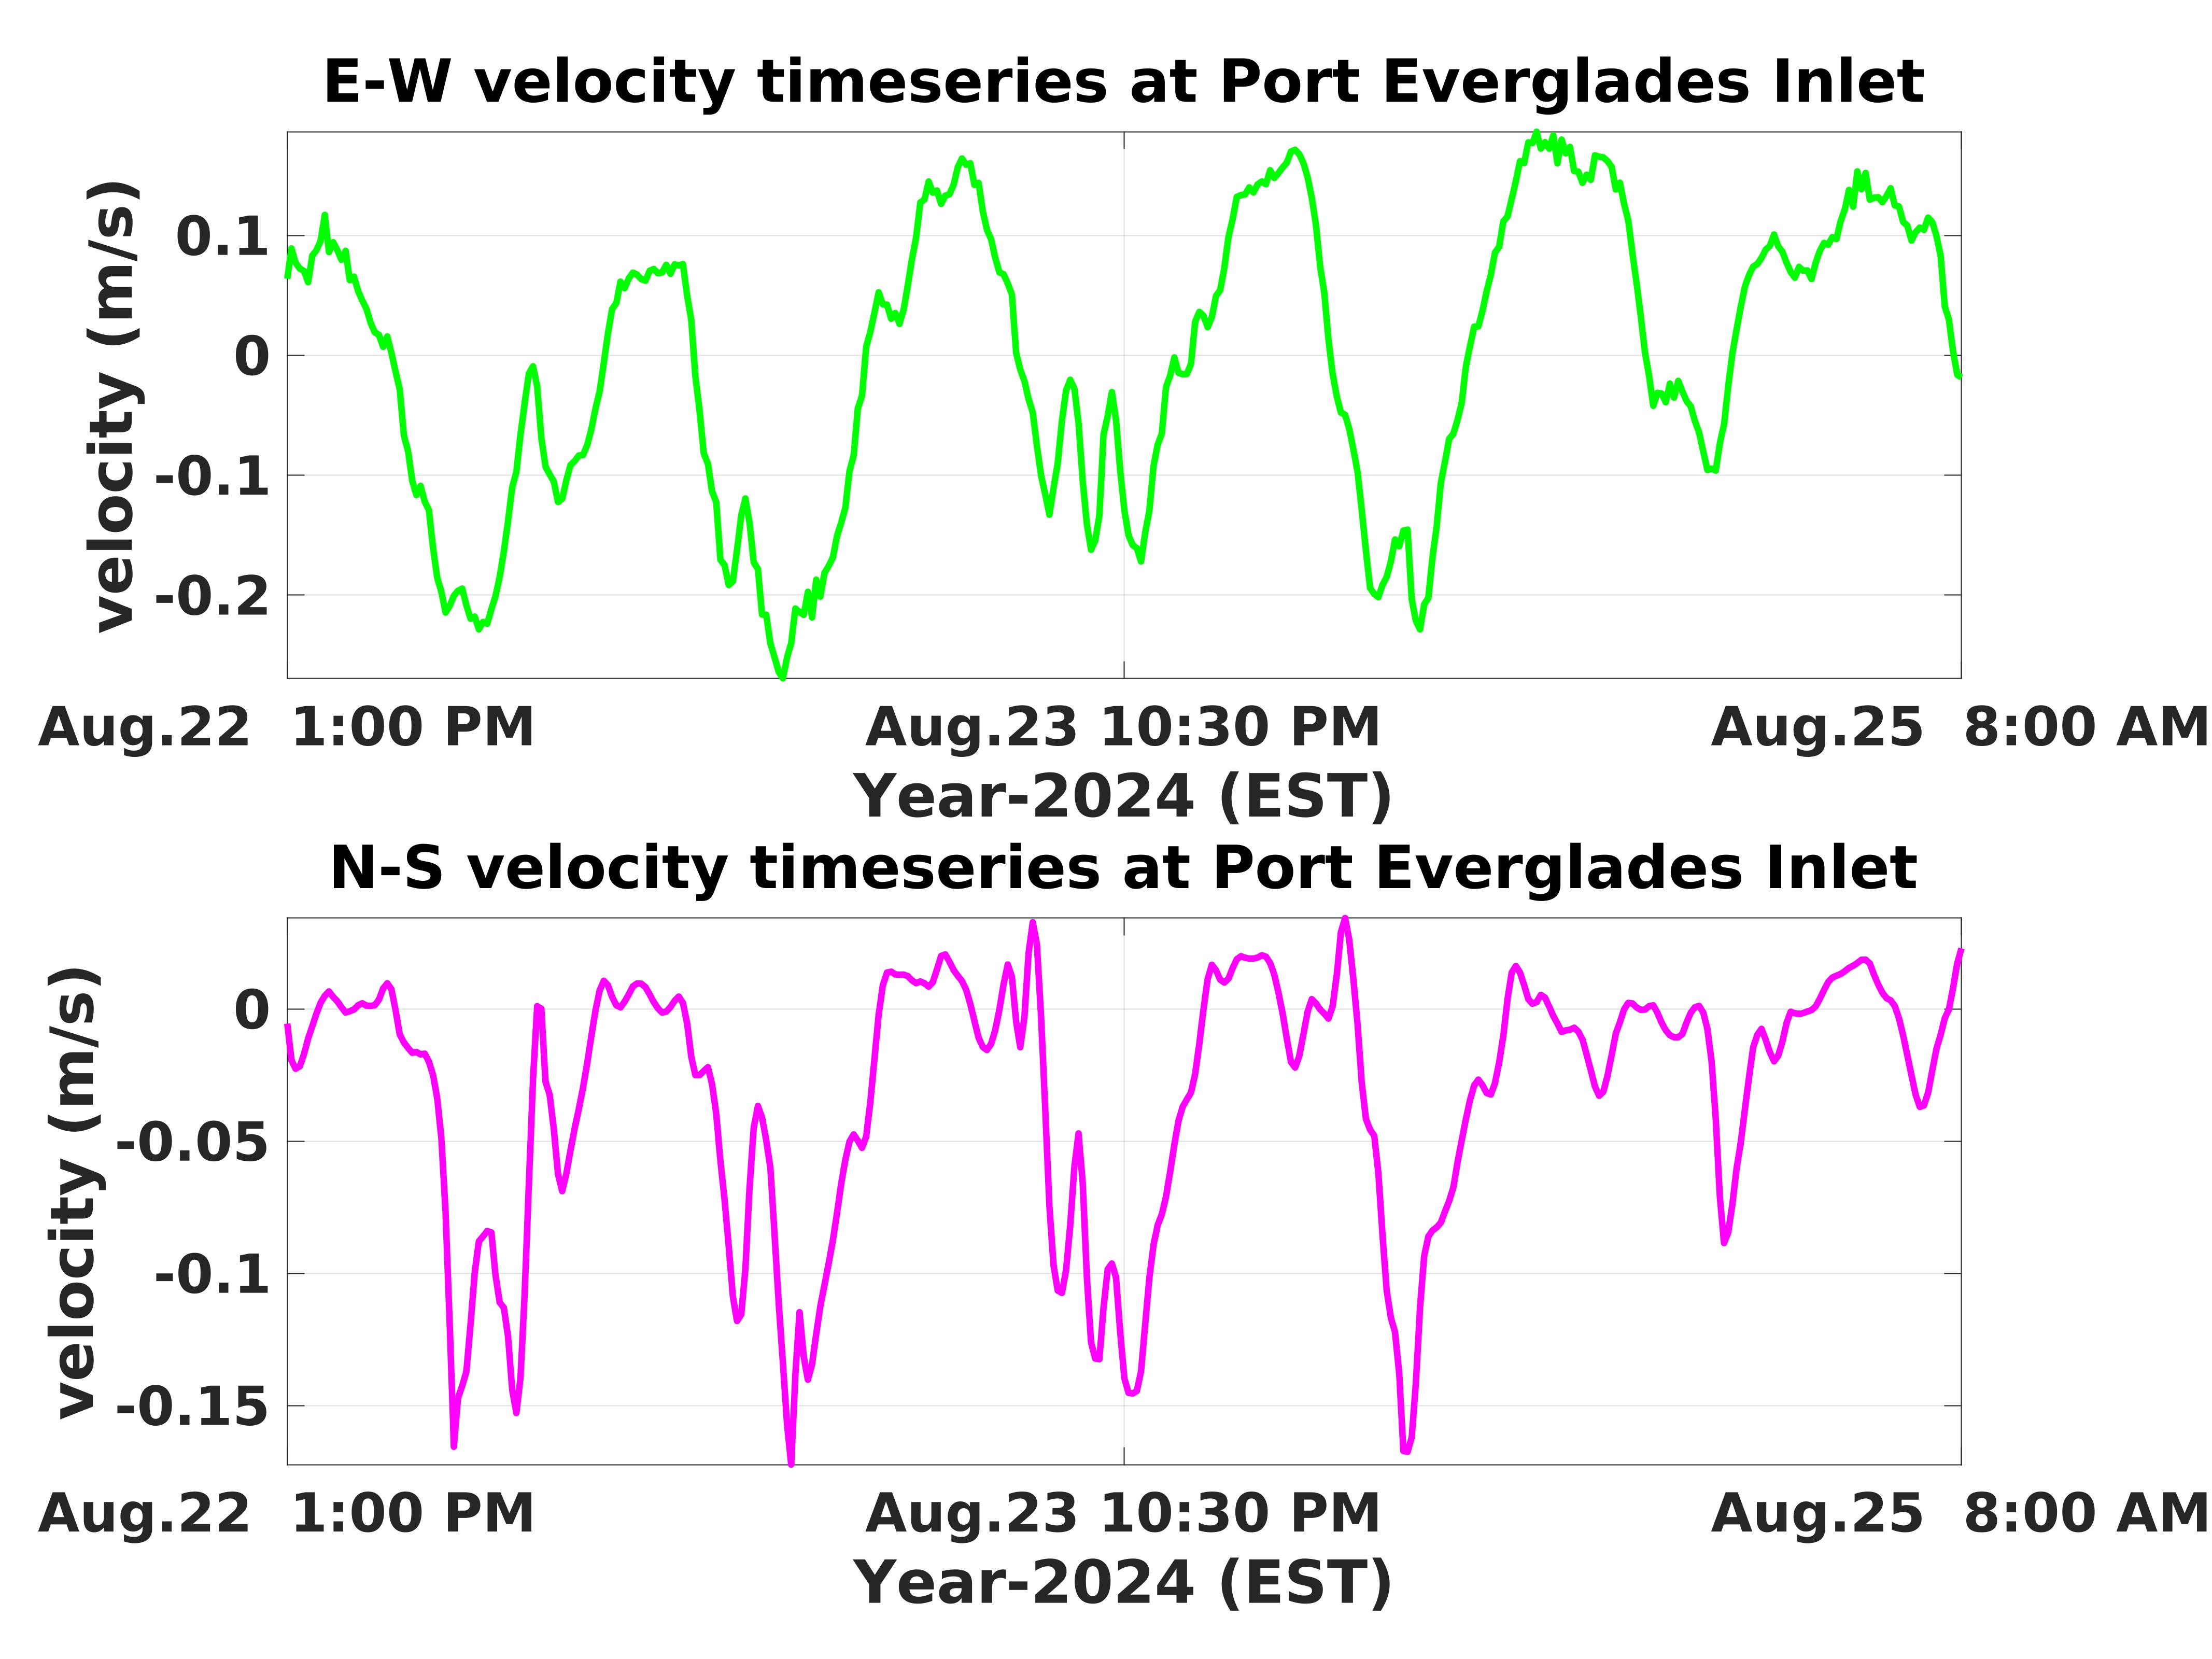 E-W velocity timeseries at Port Everglades Inlet
velocity (m/s)
0.1
0
-0.1
-0.2
Aug.22 1:00 PM Aug.23 10:30 PM Aug.25 8:00 AM
Year-2024 (EST)
N-S velocity timeseries at Port Everglades Inlet
velocity (m/s)
0
-0.05
-0.1
-0.15
Aug.22 1:00 PM Aug.23 10:30 PM Aug.25 8:00 AM
Year-2024 (EST)